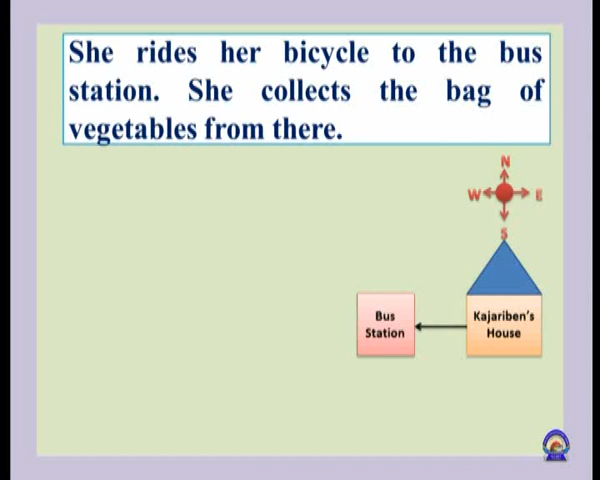 She rides her bicycle to the bus
station. She collects the bag of
vegetables from there.
N
W E
S
Bus
Station
Kajariben's
House